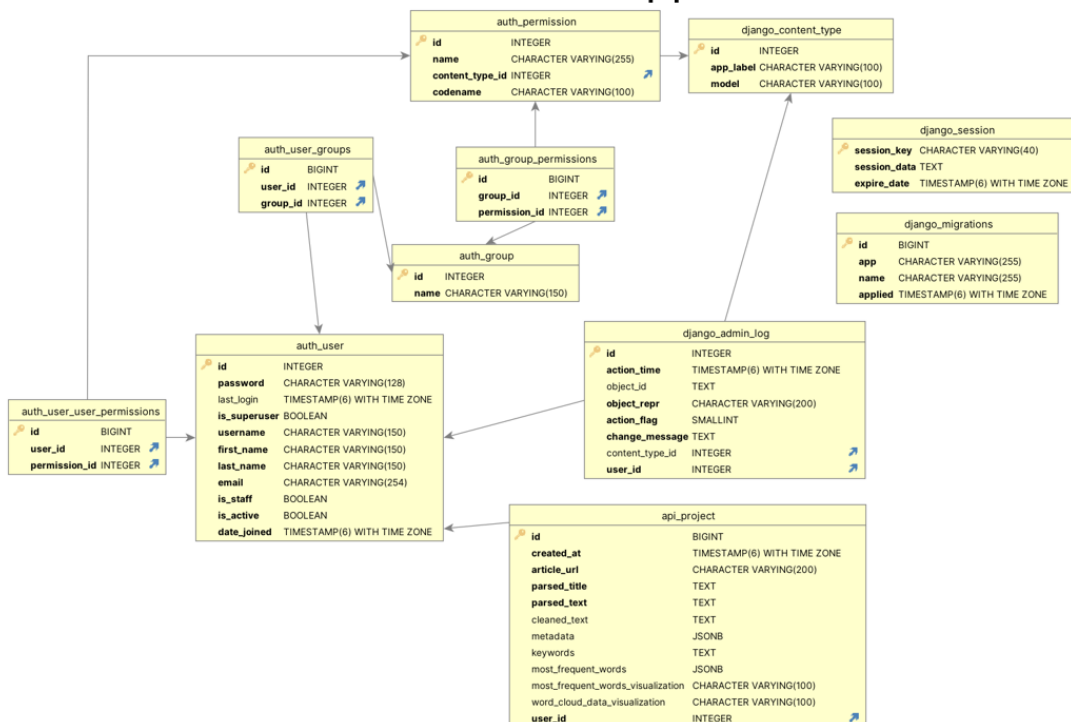 auth_permission
id INTEGER
name CHARACTER VARYING(255)
content_type_id INTEGER
codename CHARACTER VARYING(100)
django_content_type
id INTEGER
app_label CHARACTER VARYING(100)
model CHARACTER VARYING(100)
django_session
session_key CHARACTER VARYING(40)
session_data TEXT
expire_date TIMESTAMP(6) WITH TIME ZONE
auth_user_groups
id BIGINT
user_id INTEGER
group_id INTEGER
auth_group_permissions
id BIGINT
group_id INTEGER
permission_id INTEGER
django_migrations
id BIGINT
app CHARACTER VARYING(255)
name CHARACTER VARYING(255)
applied TIMESTAMP(6) WITH TIME ZONE
auth_group
id INTEGER
name CHARACTER VARYING(150)
auth_user
id INTEGER
password CHARACTER VARYING(128)
last_login TIMESTAMP(6) WITH TIME ZONE
is_superuser BOOLEAN
username CHARACTER VARYING(150)
first_name CHARACTER VARYING(150)
last_name CHARACTER VARYING(150)
email CHARACTER VARYING(254)
is_staff BOOLEAN
is_active BOOLEAN
date_joined TIMESTAMP(6) WITH TIME ZONE
django_admin_log
id INTEGER
action_time TIMESTAMP(6) WITH TIME ZONE
object_id TEXT
object_repr CHARACTER VARYING(200)
action_flag SMALLINT
change_message TEXT
content_type_id INTEGER
user_id INTEGER
auth_user_user_permissions
id BIGINT
user_id INTEGER
permission_id INTEGER
api_project
id BIGINT
created_at TIMESTAMP(6) WITH TIME ZONE
article_url CHARACTER VARYING(200)
parsed_title TEXT
parsed_text TEXT
cleaned_text TEXT
metadata JSONB
keywords TEXT
most_frequent_words JSONB
most_frequent_words_visualization CHARACTER VARYING(100)
word_cloud_data_visualization CHARACTER VARYING(100)
user_id INTEGER